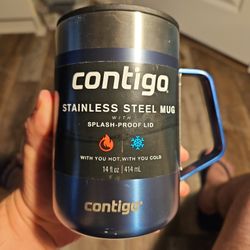 contigo
STAINLESS STEEL MUG
WITH
SPLASH-PROOF LID
WITH YOU HOT, WITH YOU COLD
14 fl oz | 414 mL
contigo